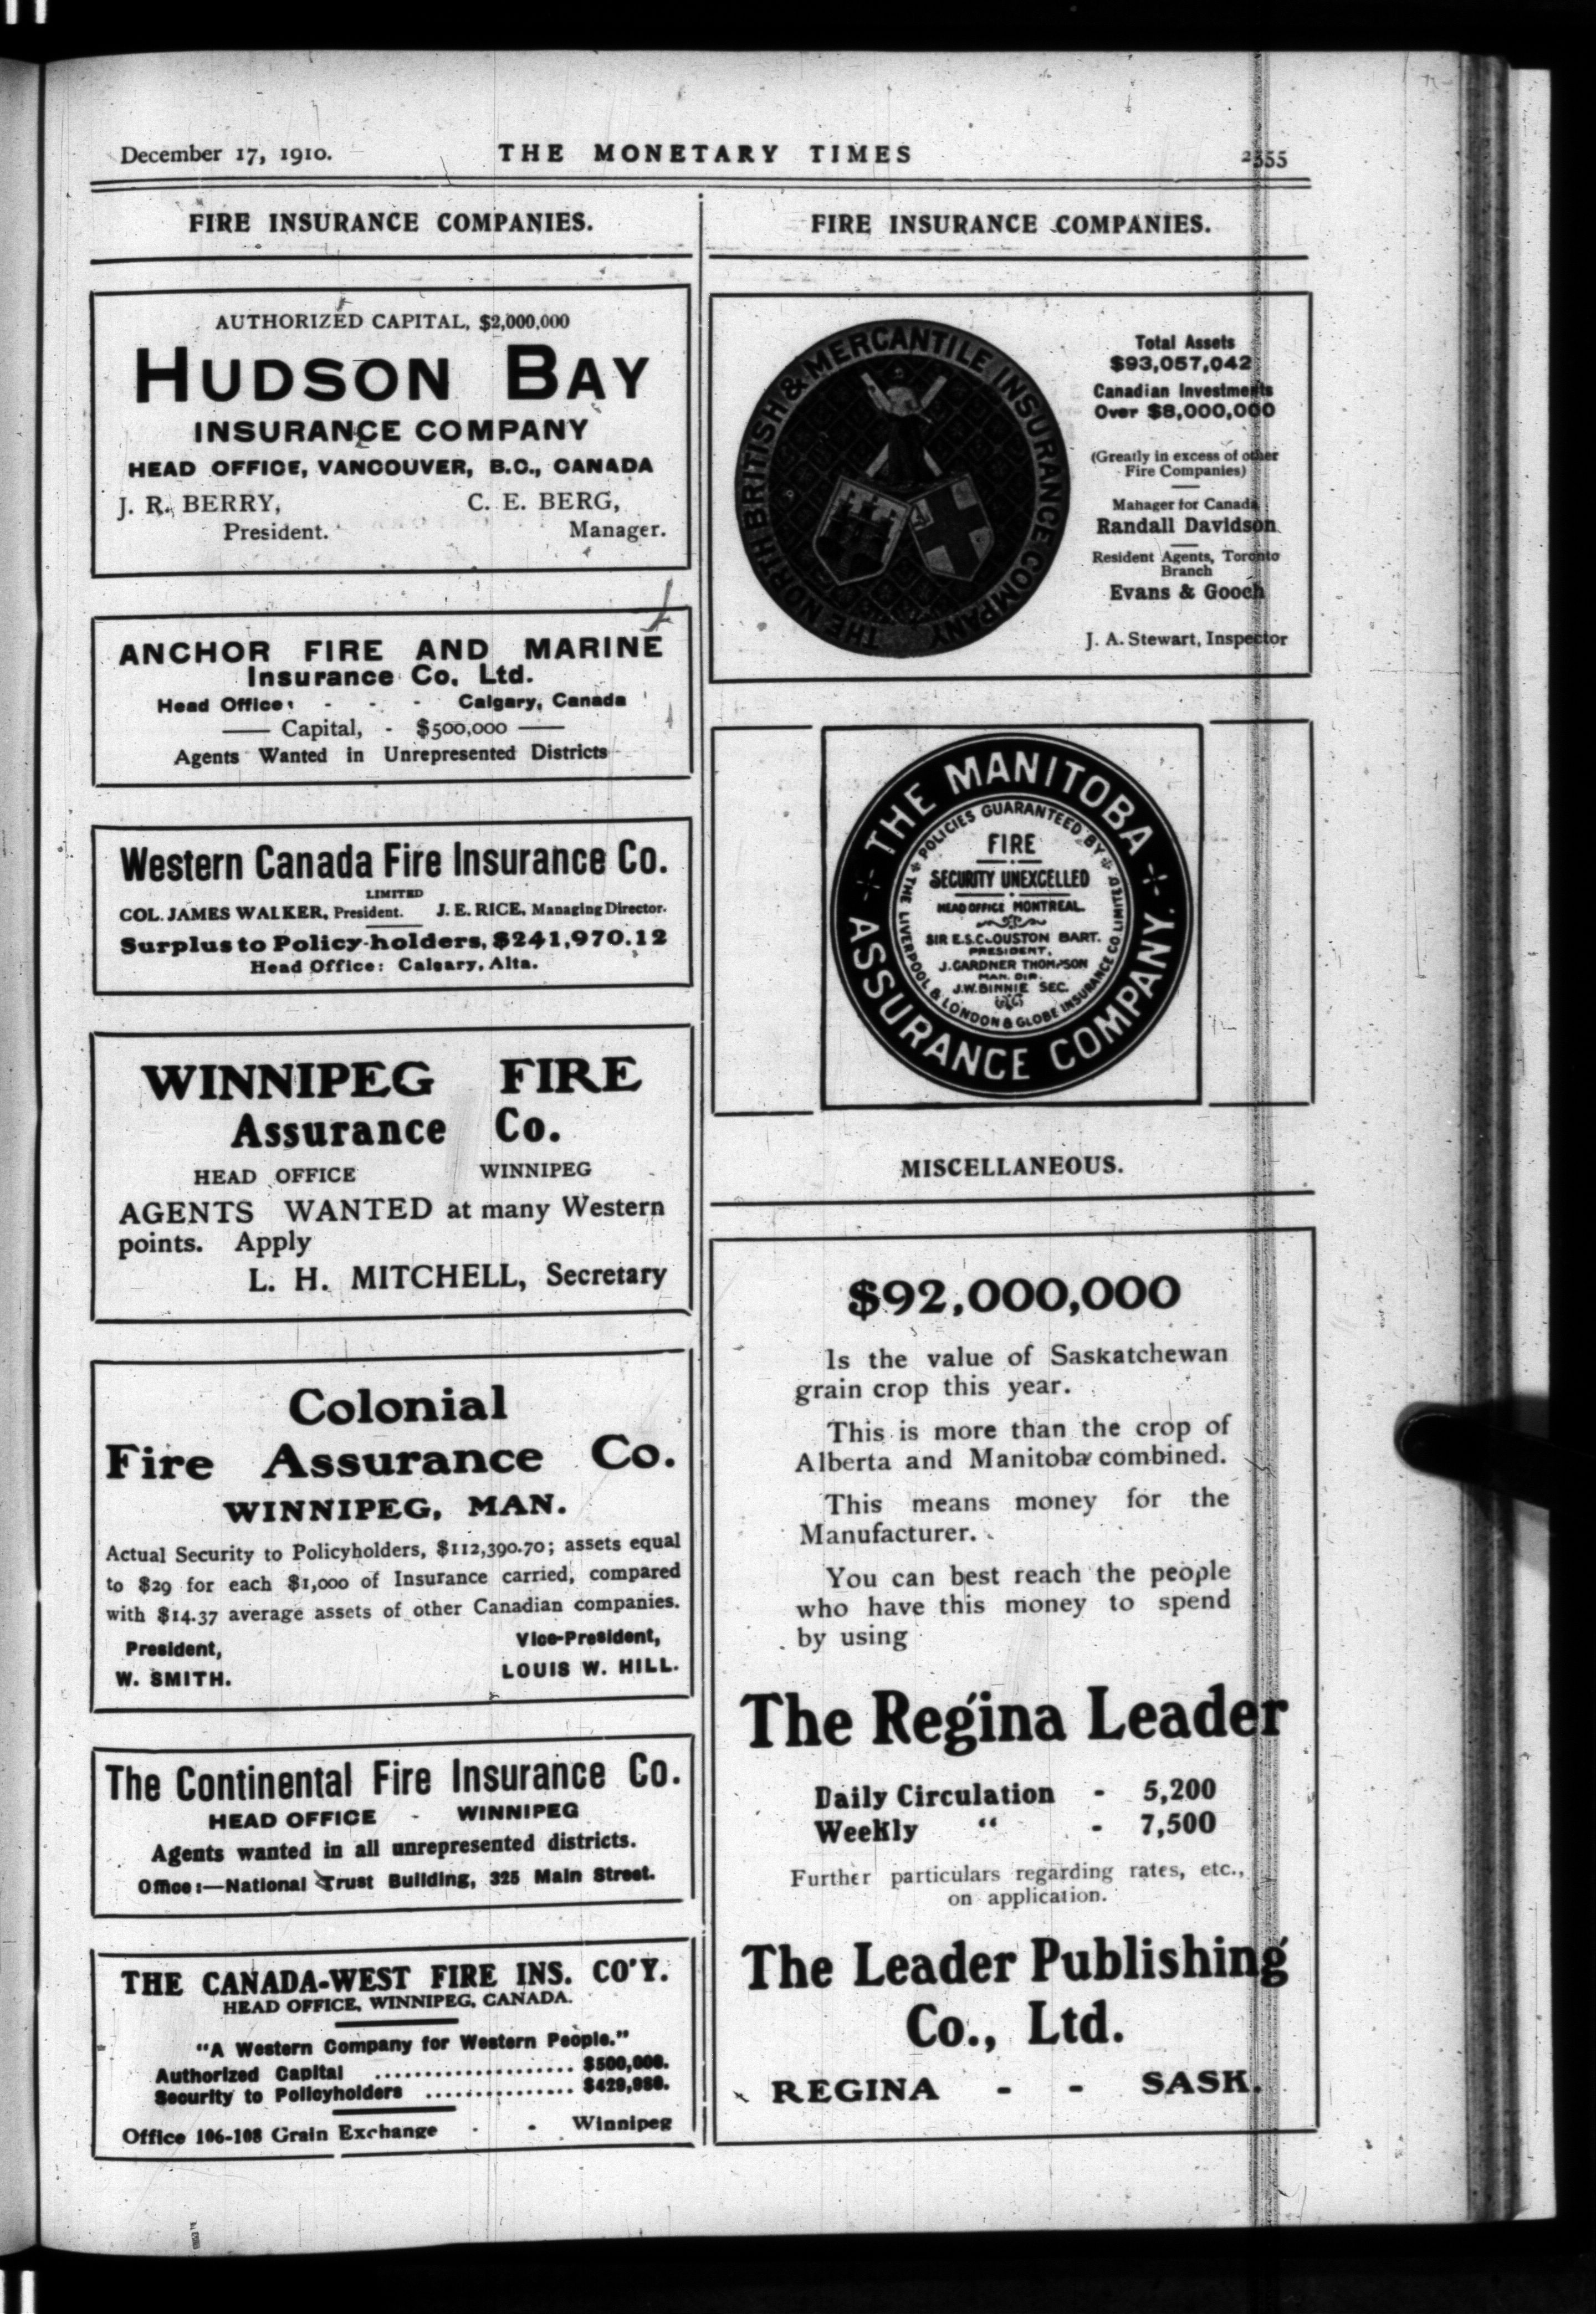 December 17, 1910.
THE MONETARY TIMES
2355
FIRE INSURANCE COMPANIES.
AUTHORIZED CAPITAL, $2,000,000
HUDSON BAY
INSURANCE COMPANY
HEAD OFFICE, VANCOUVER, B.C., CANADA
J. R. BERRY,
President.
C. E. BERG,
Manager.
ANCHOR FIRE AND MARINE
Insurance Co. Ltd.
Head Office: - - - Calgary, Canada
Capital, - $500,000
Agents Wanted in Unrepresented Districts
Western Canada Fire Insurance Co.
LIMITED
COL. JAMES WALKER, President. J. E. RICE, Managing Director.
Surplus to Policy-holders, $241,970.12
Head Office: Calgary, Alta.
WINNIPEG FIRE
Assurance Co.
HEAD OFFICE WINNIPEG
AGENTS WANTED at many Western
points. Apply
L. H. MITCHELL, Secretary
Colonial
Fire Assurance Co.
WINNIPEG, MAN.
Actual Security to Policyholders, $112,390.70; assets equal
to $29 for each $1,000 of Insurance carried, compared
with $14.37 average assets of other Canadian companies.
President,
W. SMITH.
Vice-President,
LOUIS W. HILL.
The Continental Fire Insurance Co.
HEAD OFFICE - WINNIPEG
Agents wanted in all unrepresented districts.
Office:—National Trust Building, 325 Main Street.
THE CANADA-WEST FIRE INS. CO'Y.
HEAD OFFICE, WINNIPEG, CANADA.
"A Western Company for Western People."
Authorized Capital .................... $500,000.
Security to Policyholders ...............
Office 106-108 Grain Exchange - - Winnipeg
FIRE INSURANCE COMPANIES.
THE NORTH BRITISH & MERCANTILE INSURANCE COMPANY
Total Assets
$93,057,042
Canadian Investments
Over $8,000,000
(Greatly in excess of other
Fire Companies)
Manager for Canada
Randall Davidson
Resident Agents, Toronto
Branch
Evans & Gooch
J. A. Stewart, Inspector
THE MANITOBA
ASSURANCE COMPANY.
POLICIES GUARANTEED BY
THE LIVERPOOL & LONDON & GLOBE INSURANCE CO. LIMITED
FIRE
SECURITY UNEXCELLED
HEAD OFFICE MONTREAL.
SIR E.S. CLOUSTON BART.
PRESIDENT,
J. GARDNER THOMPSON
MAN. DIR.
J.W. BINNIE SEC.
MISCELLANEOUS.
$92,000,000
Is the value of Saskatchewan
grain crop this year.
This is more than the crop of
Alberta and Manitoba combined.
This means money for the
Manufacturer.
You can best reach the people
who have this money to spend
by using
The Regina Leader
Daily Circulation - 5,200
Weekly " - 7,500
Further particulars regarding rates, etc.,
on application.
The Leader Publishing
Co., Ltd.
REGINA - - SASK.